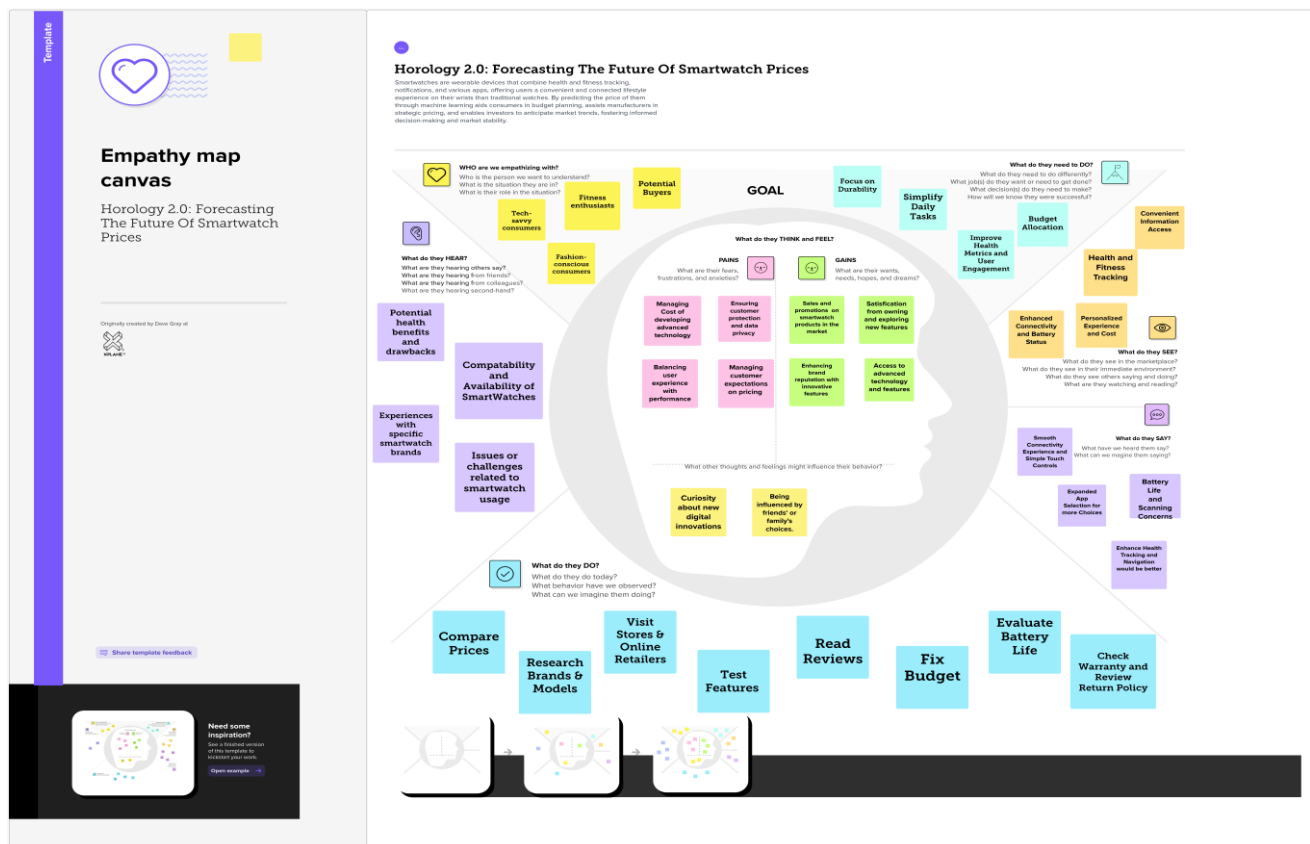 Template
Empathy map
canvas
Horology 2.0: Forecasting
The Future Of Smartwatch
Prices
Originally created by Dave Gray at
XPLANE
Share template feedback
Need some
inspiration?
See a finished version
of this template to
kickstart your work.
Open example
Horology 2.0: Forecasting The Future Of Smartwatch Prices
Smartwatches are wearable devices that combine health and fitness tracking,
notifications, and various apps, offering users a convenient and connected lifestyle
experience on their wrists than traditional watches. By predicting the price of them
through machine learning aids consumers in budget planning, assists manufacturers in
strategic pricing, and enables investors to anticipate market trends, fostering informed
decision-making and market stability.
WHO are we empathizing with?
Who is the person we want to understand?
What is the situation they are in?
What is their role in the situation?
Tech-
savvy
consumers
Fitness
enthusiasts
Potential
Buyers
Fashion-
conscious
consumers
GOAL
What do they need to DO?
What do they need to do differently?
What job(s) do they want or need to get done?
What decision(s) do they need to make?
How will we know they were successful?
Focus on
Durability
Simplify
Daily
Tasks
Budget
Allocation
Improve
Health
Metrics and
User
Engagement
Convenient
Information
Access
Health and
Fitness
Tracking
Enhanced
Connectivity
and Battery
Status
Personalized
Experience
and Cost
What do they SEE?
What do they see in the marketplace?
What do they see in their immediate environment?
What do they see others saying and doing?
What are they watching and reading?
What do they HEAR?
What are they hearing others say?
What are they hearing from friends?
What are they hearing from colleagues?
What are they hearing second-hand?
Potential
health
benefits
and
drawbacks
Compatability
and
Availability of
SmartWatches
Experiences
with
specific
smartwatch
brands
Issues or
challenges
related to
smartwatch
usage
What do they THINK and FEEL?
PAINS
What are their fears,
frustrations, and anxieties?
GAINS
What are their wants,
needs, hopes, and dreams?
Managing
Cost of
developing
advanced
technology
Ensuring
customer
protection
and data
privacy
Sales and
promotions on
smartwatch
products in the
market
Satisfation
from owning
and exploring
new features
Balancing
user
experience
with
performance
Managing
customer
expectations
on pricing
Enhancing
brand
reputation with
innovative
features
Access to
advanced
technology
and features
What other thoughts and feelings might influence their behavior?
Curiosity
about new
digital
innovations
Being
influenced by
friends' or
family's
choices.
What do they SAY?
What have we heard them say?
What can we imagine them saying?
Smooth
Connectivity
Experience and
Simple Touch
Controls
Expanded
App
Selection for
more Choices
Battery
Life
and
Scanning
Concerns
Enhance Health
Tracking and
Navigation
would be better
What do they DO?
What do they do today?
What behavior have we observed?
What can we imagine them doing?
Compare
Prices
Research
Brands &
Models
Visit
Stores &
Online
Retailers
Test
Features
Read
Reviews
Fix
Budget
Evaluate
Battery
Life
Check
Warranty and
Review
Return Policy